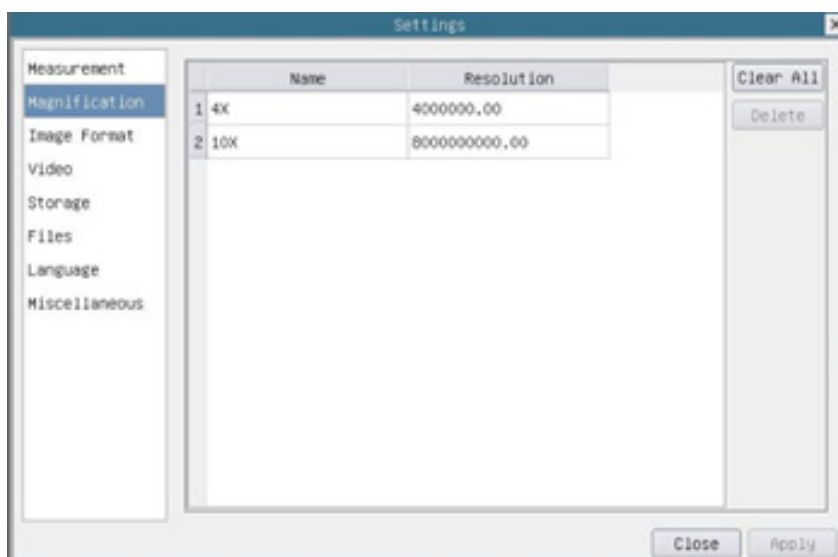 Settings
Measurement
Magnification
Image Format
Video
Storage
Files
Language
Miscellaneous
Name Resolution
1 4X 4000000.00
2 10X 8000000000.00
Clear All
Delete
Close Apply